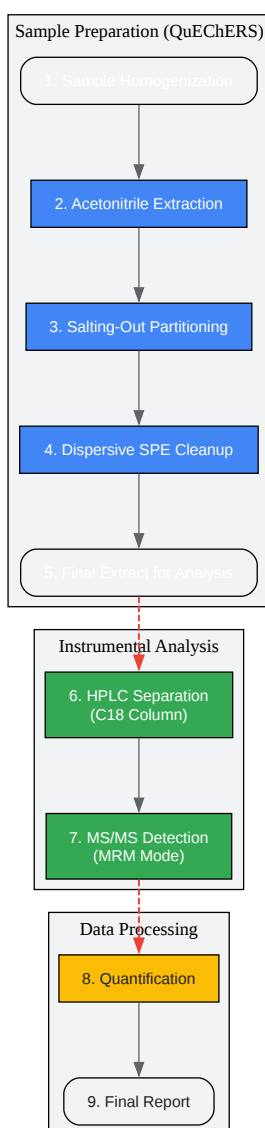 Sample Preparation (QuEChERS)
1. Sample Homogenization
2. Acetonitrile Extraction
3. Salting-Out Partitioning
4. Dispersive SPE Cleanup
5. Final Extract for Analysis
Instrumental Analysis
6. HPLC Separation
(C18 Column)
7. MS/MS Detection
(MRM Mode)
Data Processing
8. Quantification
9. Final Report